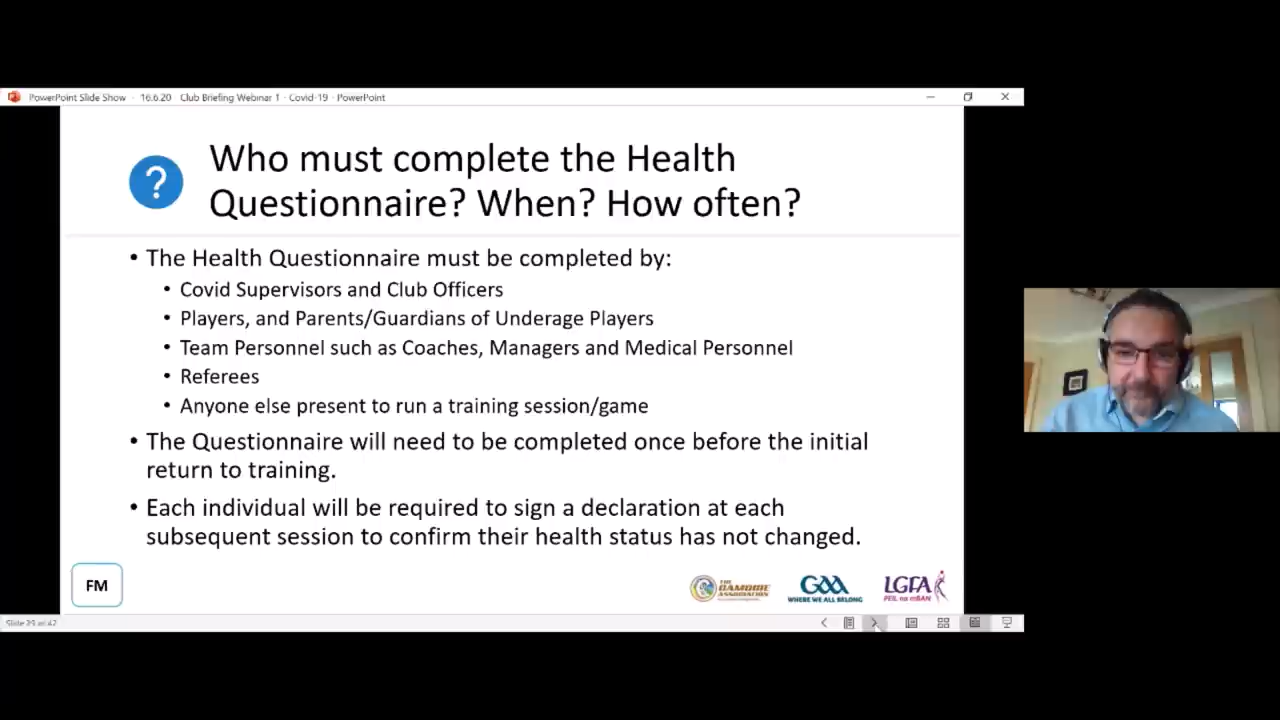 PowerPoint Slide Show - 16.6.20 Club Briefing Webinar 1 - Covid-19 - PowerPoint
?
Who must complete the Health
Questionnaire? When? How often?
• The Health Questionnaire must be completed by:
• Covid Supervisors and Club Officers
• Players, and Parents/Guardians of Underage Players
• Team Personnel such as Coaches, Managers and Medical Personnel
• Referees
• Anyone else present to run a training session/game
• The Questionnaire will need to be completed once before the initial
return to training.
• Each individual will be required to sign a declaration at each
subsequent session to confirm their health status has not changed.
FM
THE
CAMOGIE
ASSOCIATION
GAA
WHERE WE ALL BELONG
LGFA
PEIL na mBAN
Slide 29 of 42